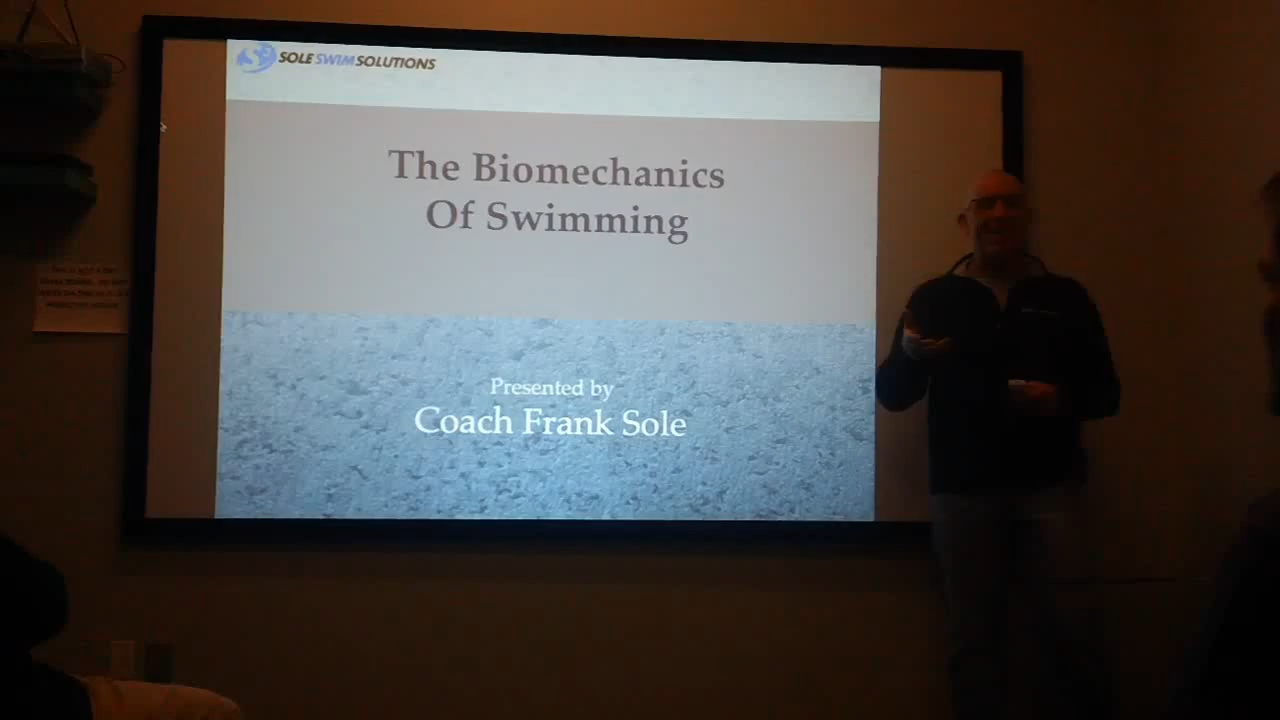 SOLE SWIM SOLUTIONS
The Biomechanics
Of Swimming
Presented by
Coach Frank Sole